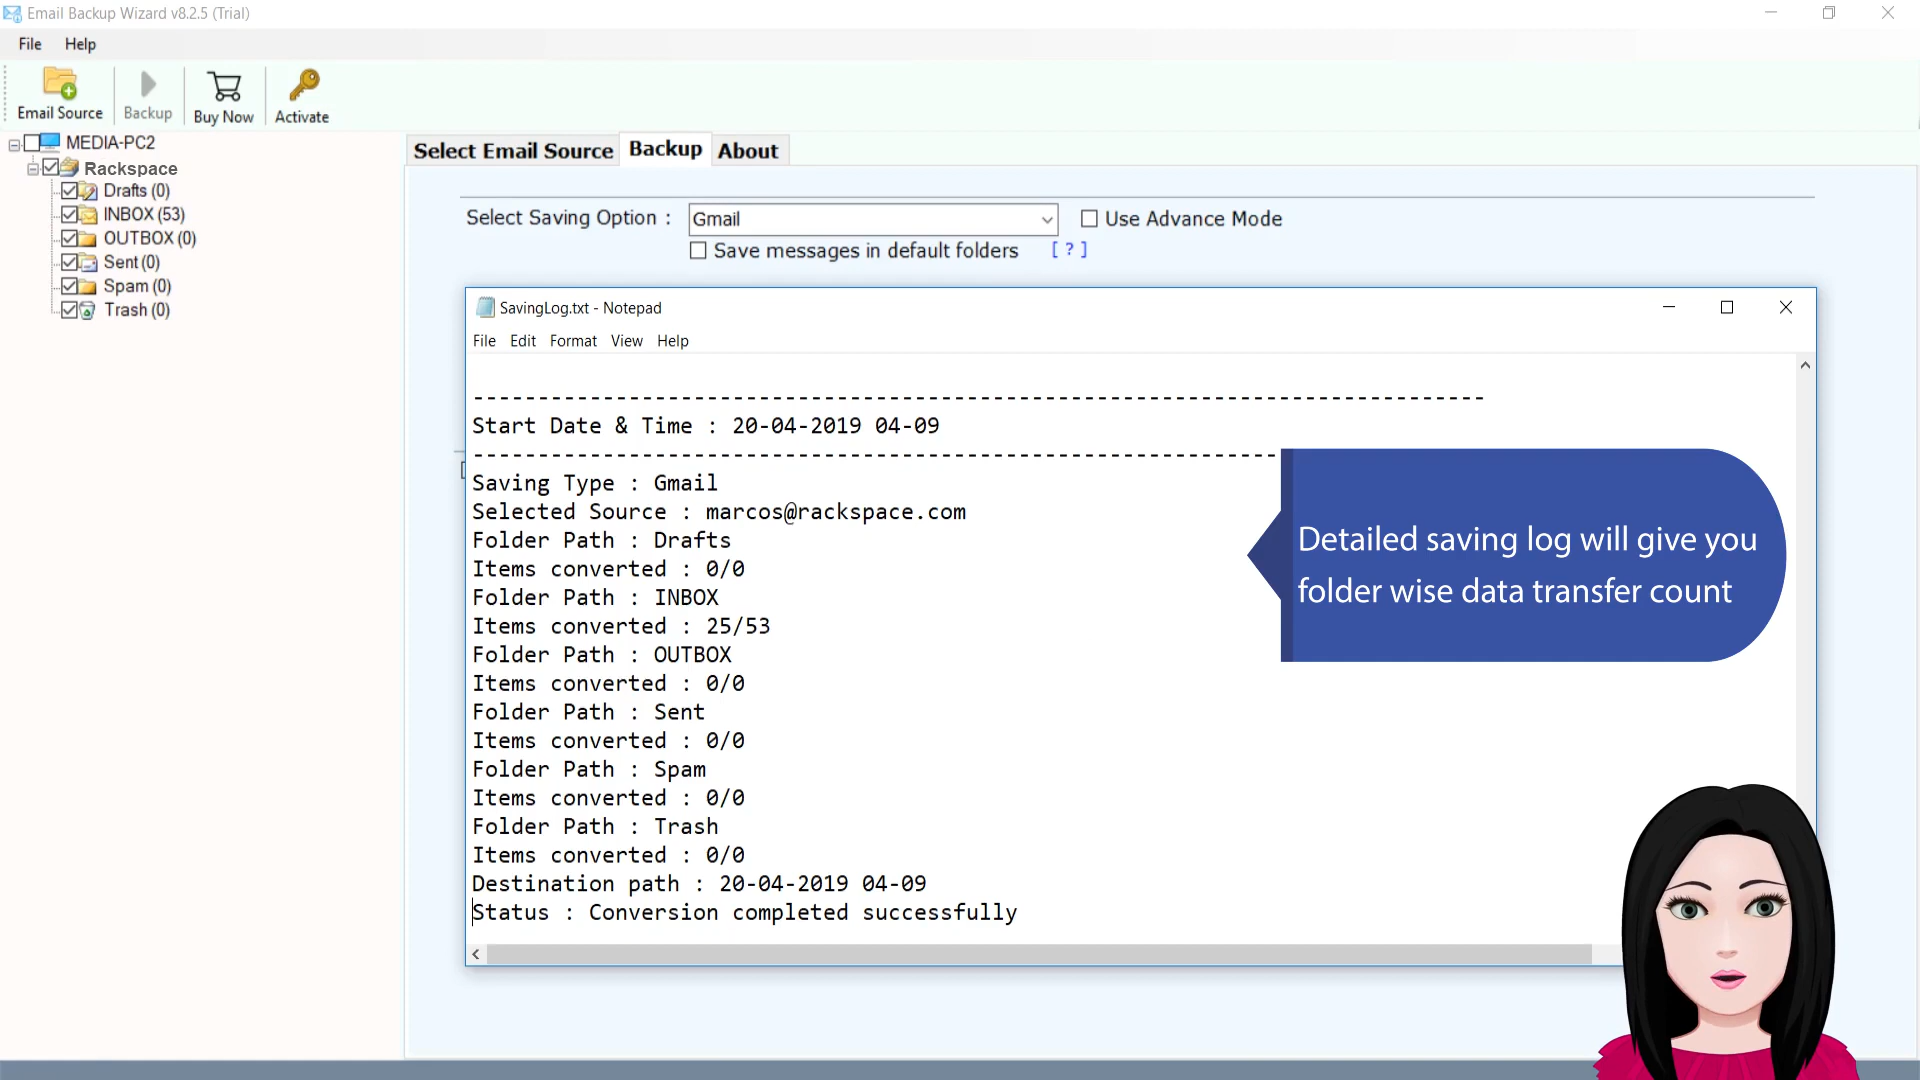 Email Backup Wizard v8.2.5 (Trial)
File Help
Email Source Backup Buy Now Activate
MEDIA-PC2
Rackspace
Drafts (0)
INBOX (53)
OUTBOX (0)
Sent (0)
Spam (0)
Trash (0)
Select Email Source Backup About
Select Saving Option : Gmail Use Advance Mode
Save messages in default folders [ ? ]
SavingLog.txt - Notepad
File Edit Format View Help
------------------------------------------------------------------------------
Start Date & Time : 20-04-2019 04-09
--------------------------------------------------------------
Saving Type : Gmail
Selected Source : marcos@rackspace.com
Folder Path : Drafts
Items converted : 0/0
Folder Path : INBOX
Items converted : 25/53
Folder Path : OUTBOX
Items converted : 0/0
Folder Path : Sent
Items converted : 0/0
Folder Path : Spam
Items converted : 0/0
Folder Path : Trash
Items converted : 0/0
Destination path : 20-04-2019 04-09
Status : Conversion completed successfully
Detailed saving log will give you
folder wise data transfer count